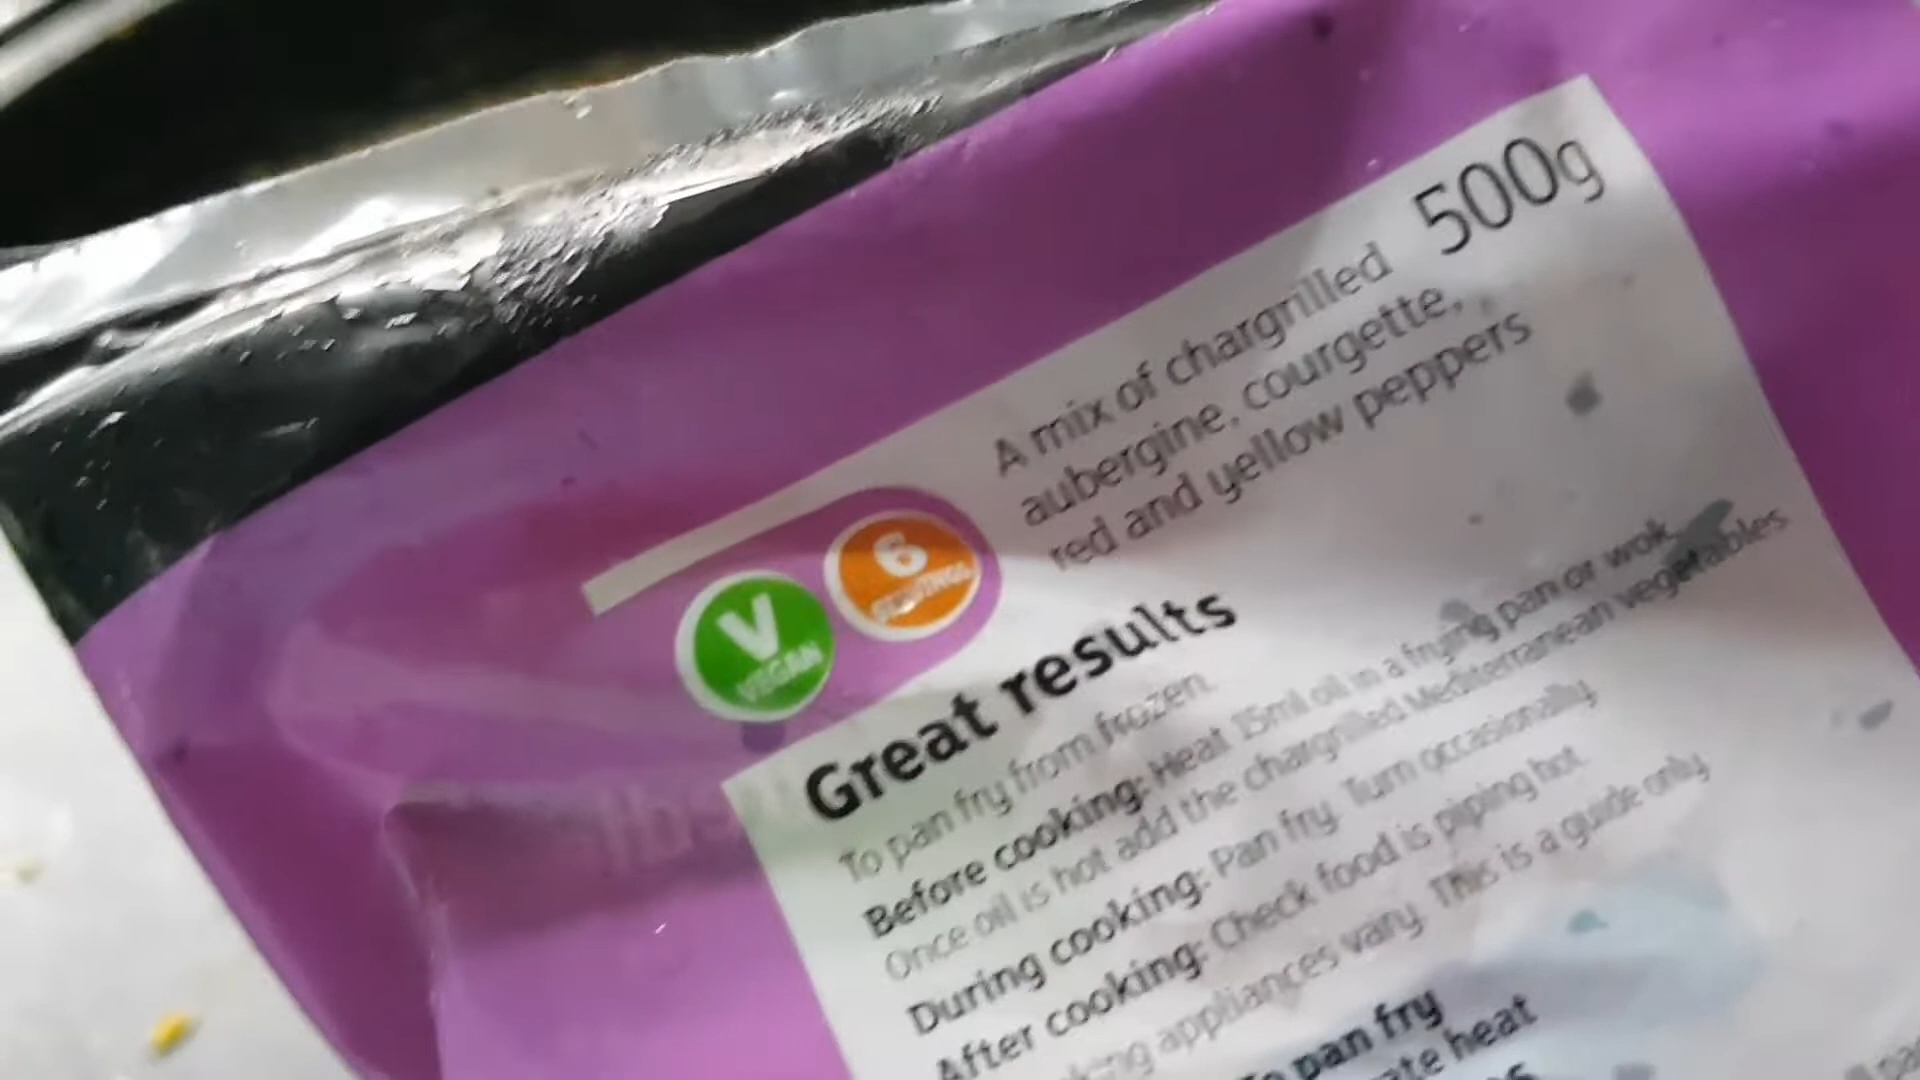 500g
A mix of chargrilled
aubergine, courgette,
red and yellow peppers
V
VEGAN
6
SERVINGS
Great results
To pan fry from frozen.
Before cooking: Heat 15ml oil in a frying pan or wok.
Once oil is hot add the chargrilled Mediterranean vegetables
During cooking: Pan fry. Turn occasionally
After cooking: Check food is piping hot.
appliances vary. This is a guide only
pan fry
heat